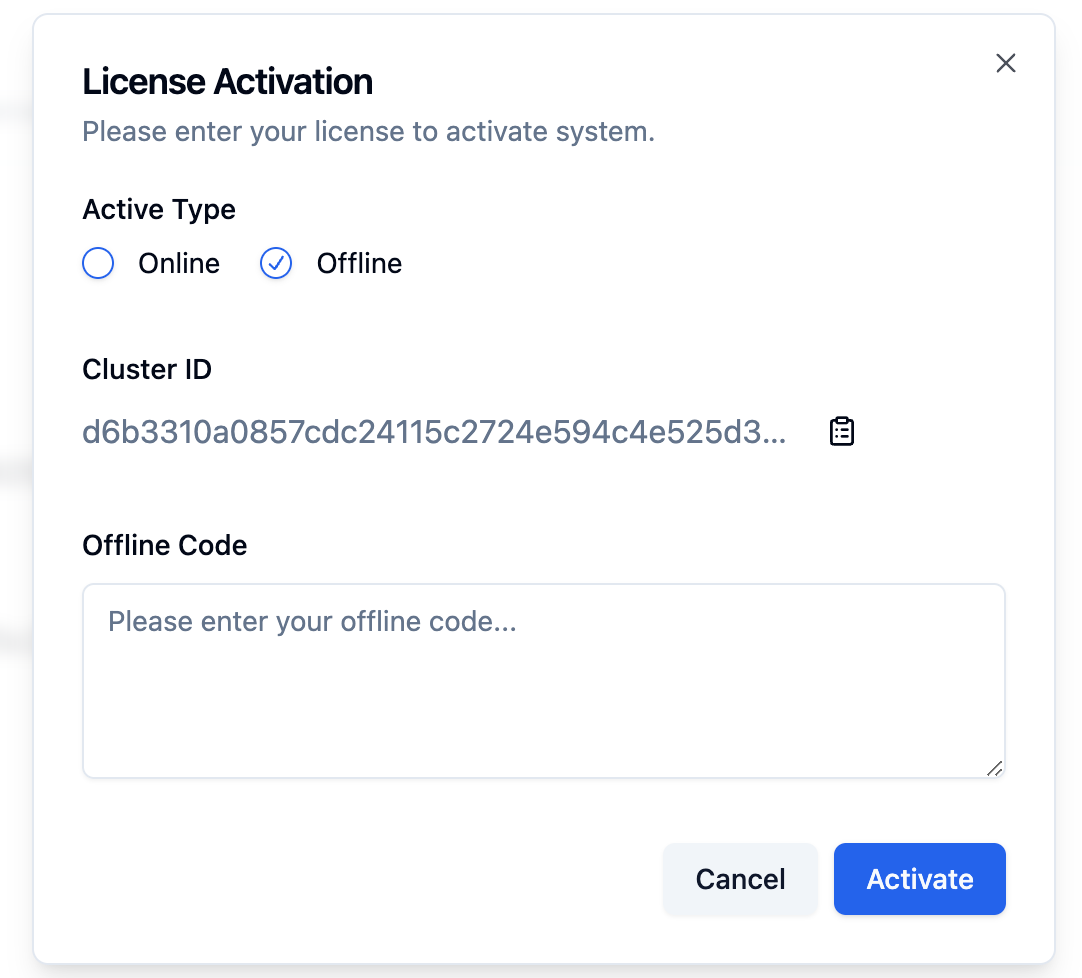 License Activation
Please enter your license to activate system.
Active Type
Online Offline
Cluster ID
d6b3310a0857cdc24115c2724e594c4e525d3...
Offline Code
Please enter your offline code...
Cancel Activate